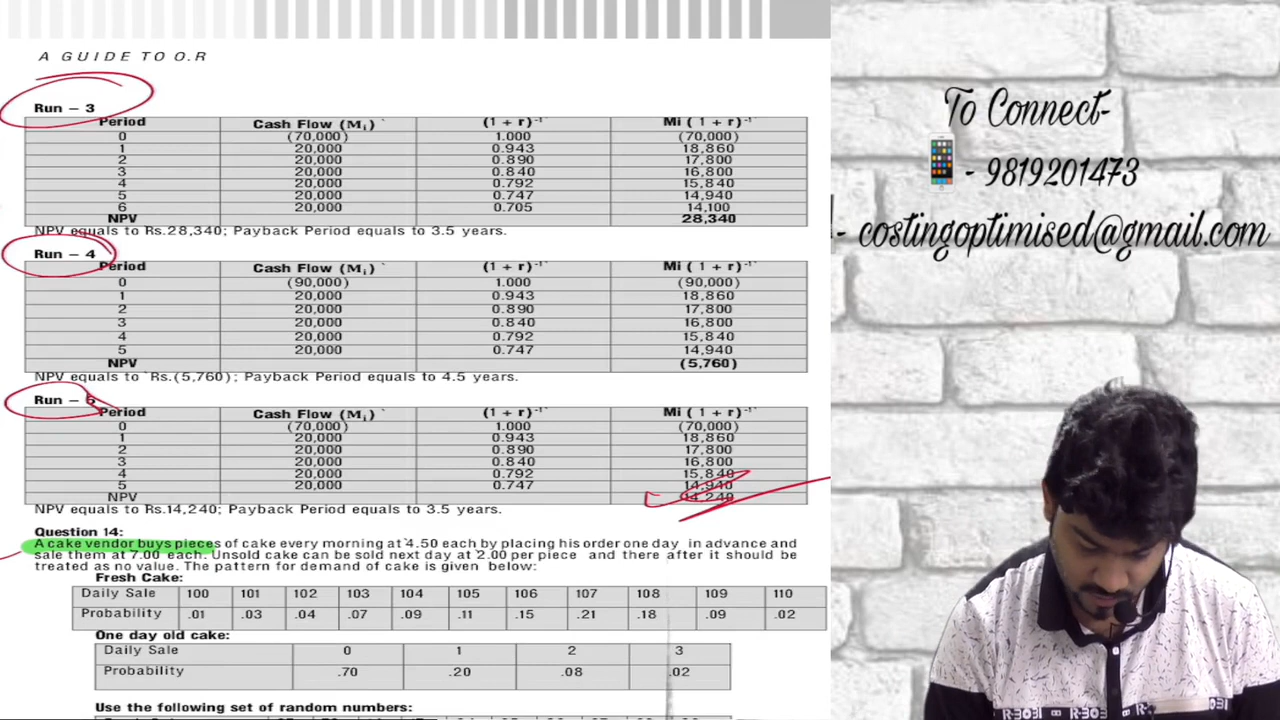 A GUIDE TO O.R
Run – 3
Period Cash Flow (Mi)` (1 + r)-1` Mi ( 1 + r)-1`
0 (70,000) 1.000 (70,000)
1 20,000 0.943 18,860
2 20,000 0.890 17,800
3 20,000 0.840 16,800
4 20,000 0.792 15,840
5 20,000 0.747 14,940
6 20,000 0.705 14,100
NPV 28,340
NPV equals to Rs.28,340; Payback Period equals to 3.5 years.
Run – 4
Period Cash Flow (Mi)` (1 + r)-1` Mi ( 1 + r)-1`
0 (90,000) 1.000 (90,000)
1 20,000 0.943 18,860
2 20,000 0.890 17,800
3 20,000 0.840 16,800
4 20,000 0.792 15,840
5 20,000 0.747 14,940
NPV (5,760)
NPV equals to `Rs.(5,760); Payback Period equals to 4.5 years.
Run – 5
Period Cash Flow (Mi)` (1 + r)-1` Mi ( 1 + r)-1`
0 (70,000) 1.000 (70,000)
1 20,000 0.943 18,860
2 20,000 0.890 17,800
3 20,000 0.840 16,800
4 20,000 0.792 15,840
5 20,000 0.747 14,940
NPV 14,240
NPV equals to Rs.14,240; Payback Period equals to 3.5 years.
Question 14:
A cake vendor buys pieces of cake every morning at `4.50 each by placing his order one day in advance and
sale them at 7.00 each. Unsold cake can be sold next day at `2.00 per piece and there after it should be
treated as no value. The pattern for demand of cake is given below:
Fresh Cake:
Daily Sale 100 101 102 103 104 105 106 107 108 109 110
Probability .01 .03 .04 .07 .09 .11 .15 .21 .18 .09 .02
One day old cake:
Daily Sale 0 1 2 3
Probability .70 .20 .08 .02
Use the following set of random numbers:
To Connect-
- 9819201473
- costingoptimised@gmail.com